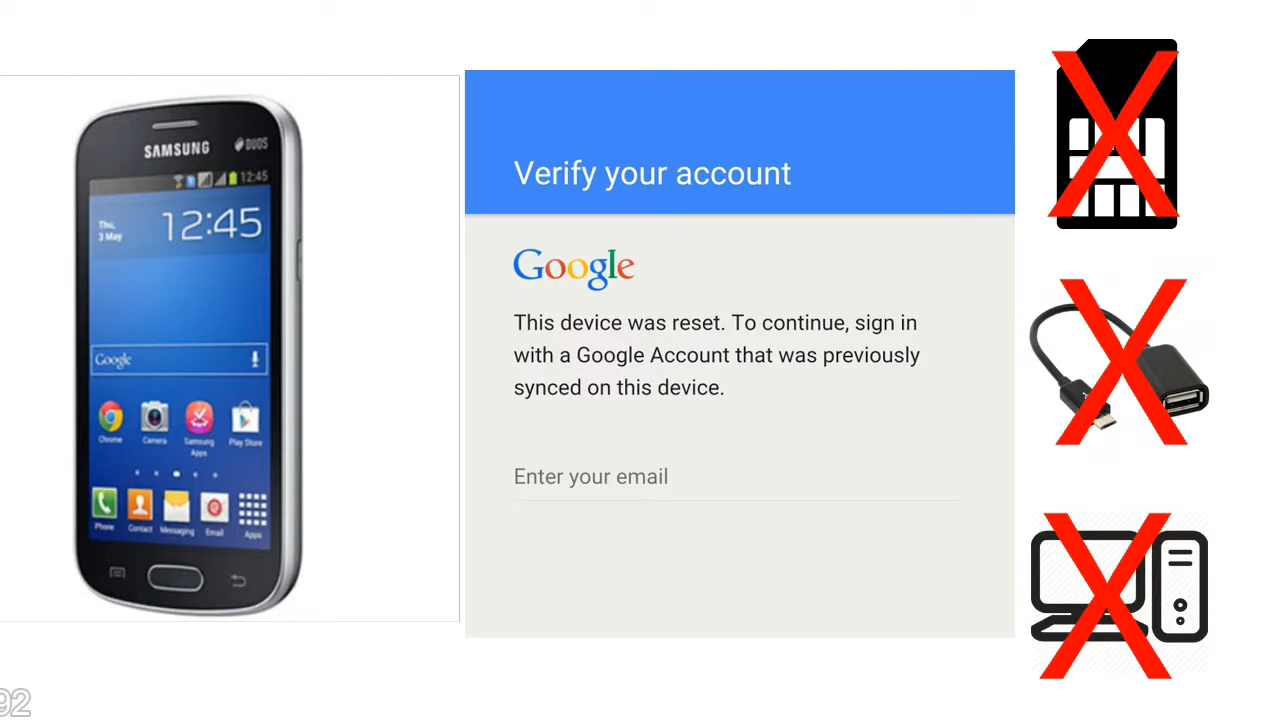 SAMSUNG
DUOS
12:45
Thu,
3 May
12:45
Google
Chrome
Camera
Samsung
Apps
Play Store
Phone
Contact
Messaging
Email
Apps
Verify your account
Google
This device was reset. To continue, sign in
with a Google Account that was previously
synced on this device.
Enter your email
92